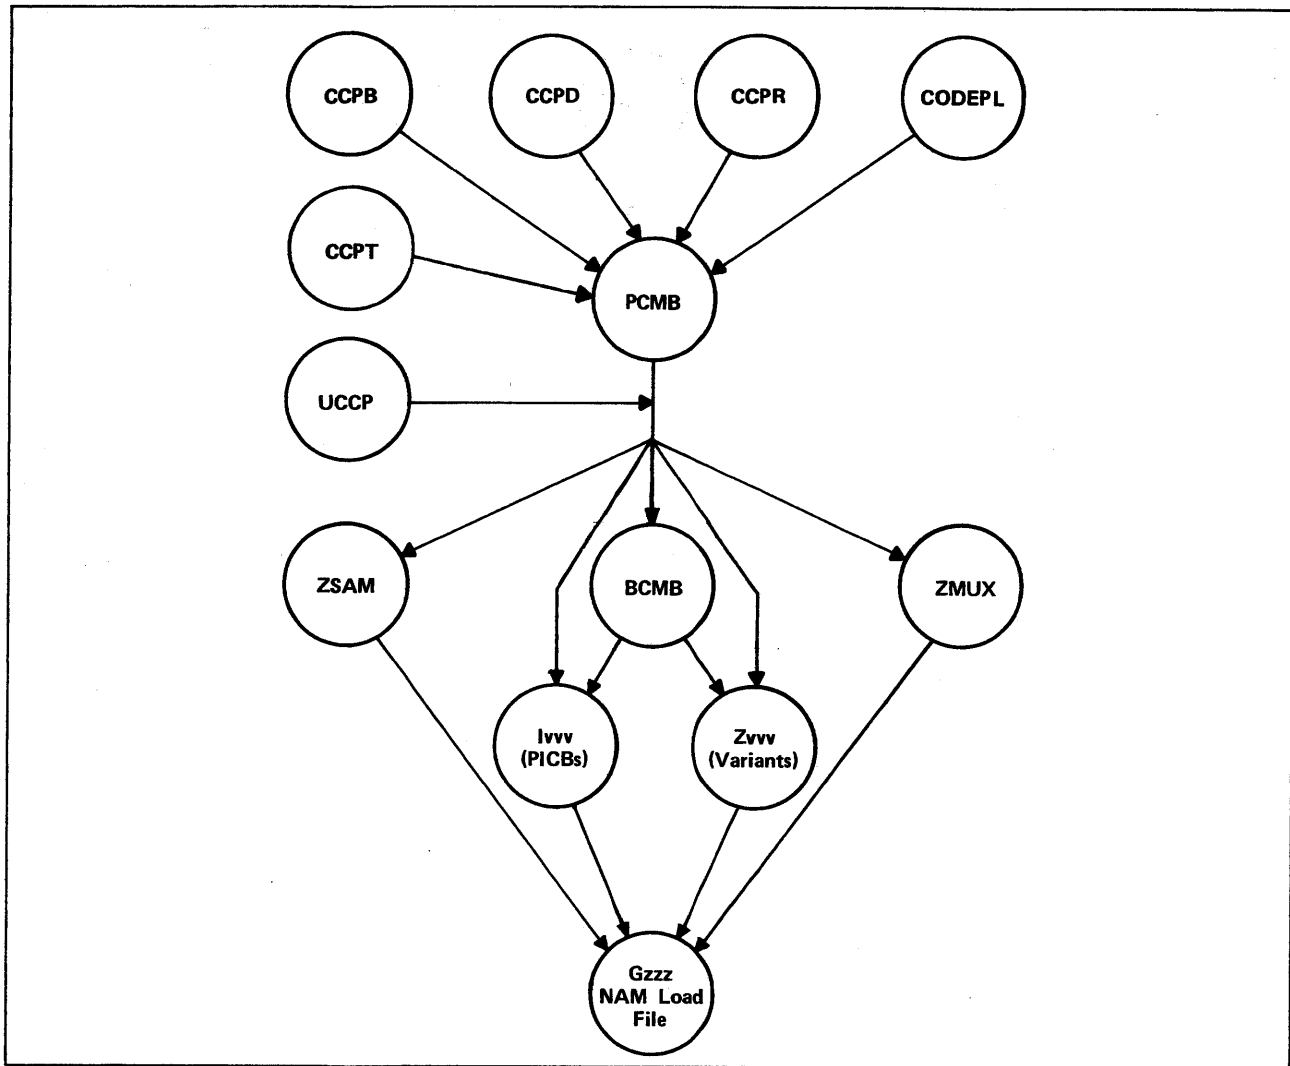 CCPB
CCPD
CCPR
CODEPL
CCPT
PCMB
UCCP
ZSAM
BCMB
ZMUX
Ivvv
(PICBs)
Zvvv
(Variants)
Gzzz
NAM Load
File